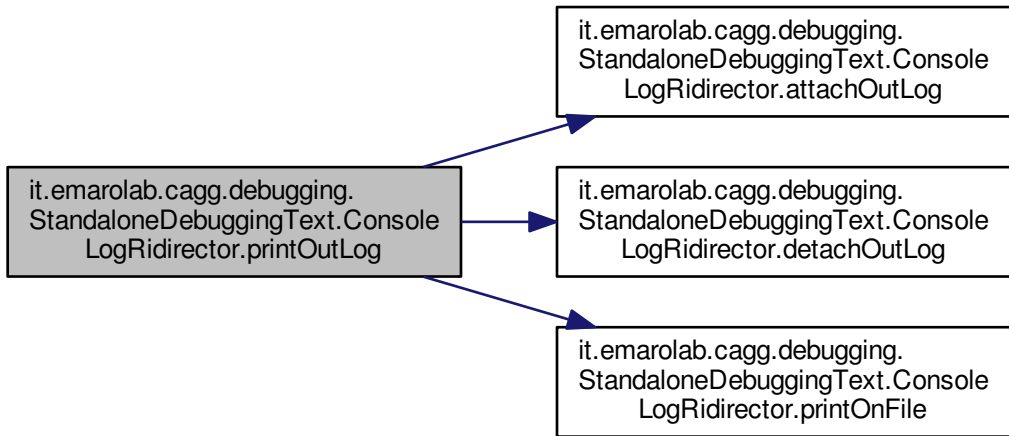 it.emarolab.cagg.debugging.
StandaloneDebuggingText.Console
LogRidirector.printOutLog
it.emarolab.cagg.debugging.
StandaloneDebuggingText.Console
LogRidirector.attachOutLog
it.emarolab.cagg.debugging.
StandaloneDebuggingText.Console
LogRidirector.detachOutLog
it.emarolab.cagg.debugging.
StandaloneDebuggingText.Console
LogRidirector.printOnFile